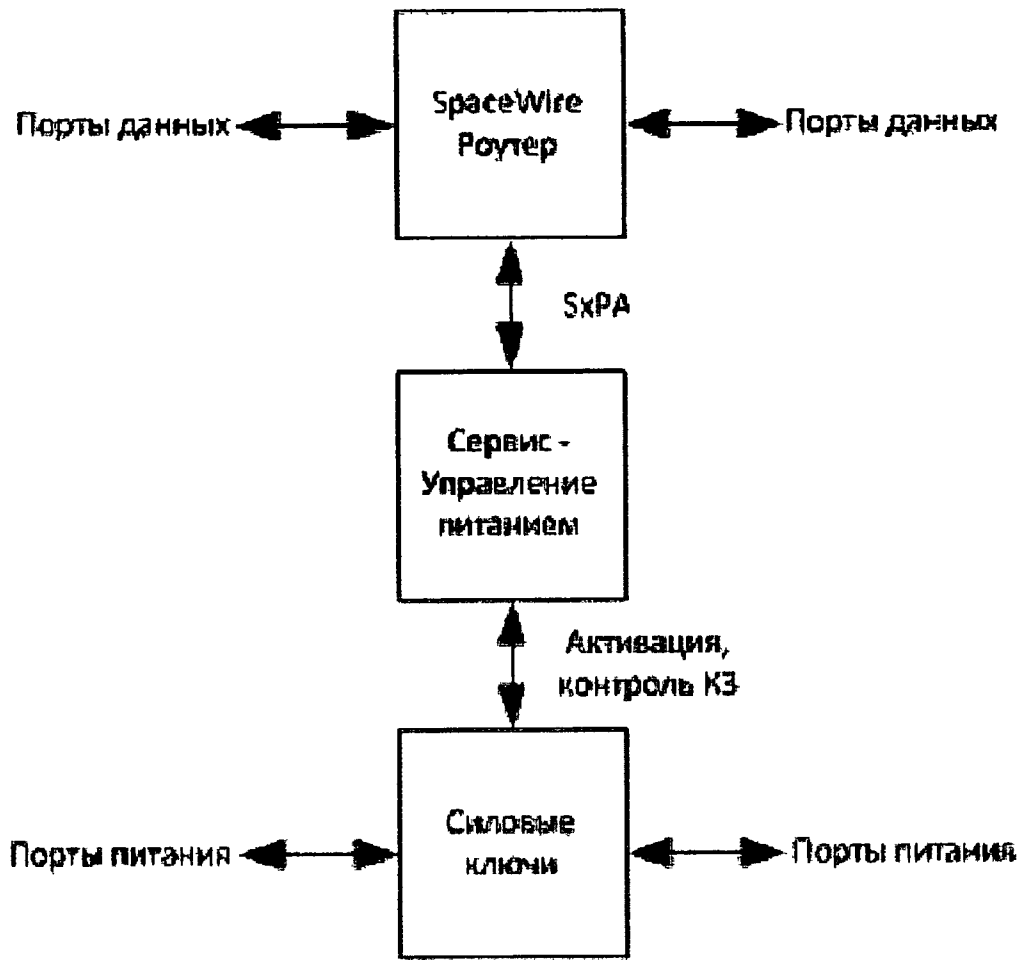 SpaceWire
Роутер
Порты данных
Порты данных
SxPA
Сервис -
Управление
питанием
Активация,
контроль КЗ
Силовые
ключи
Порты питания
Порты питания